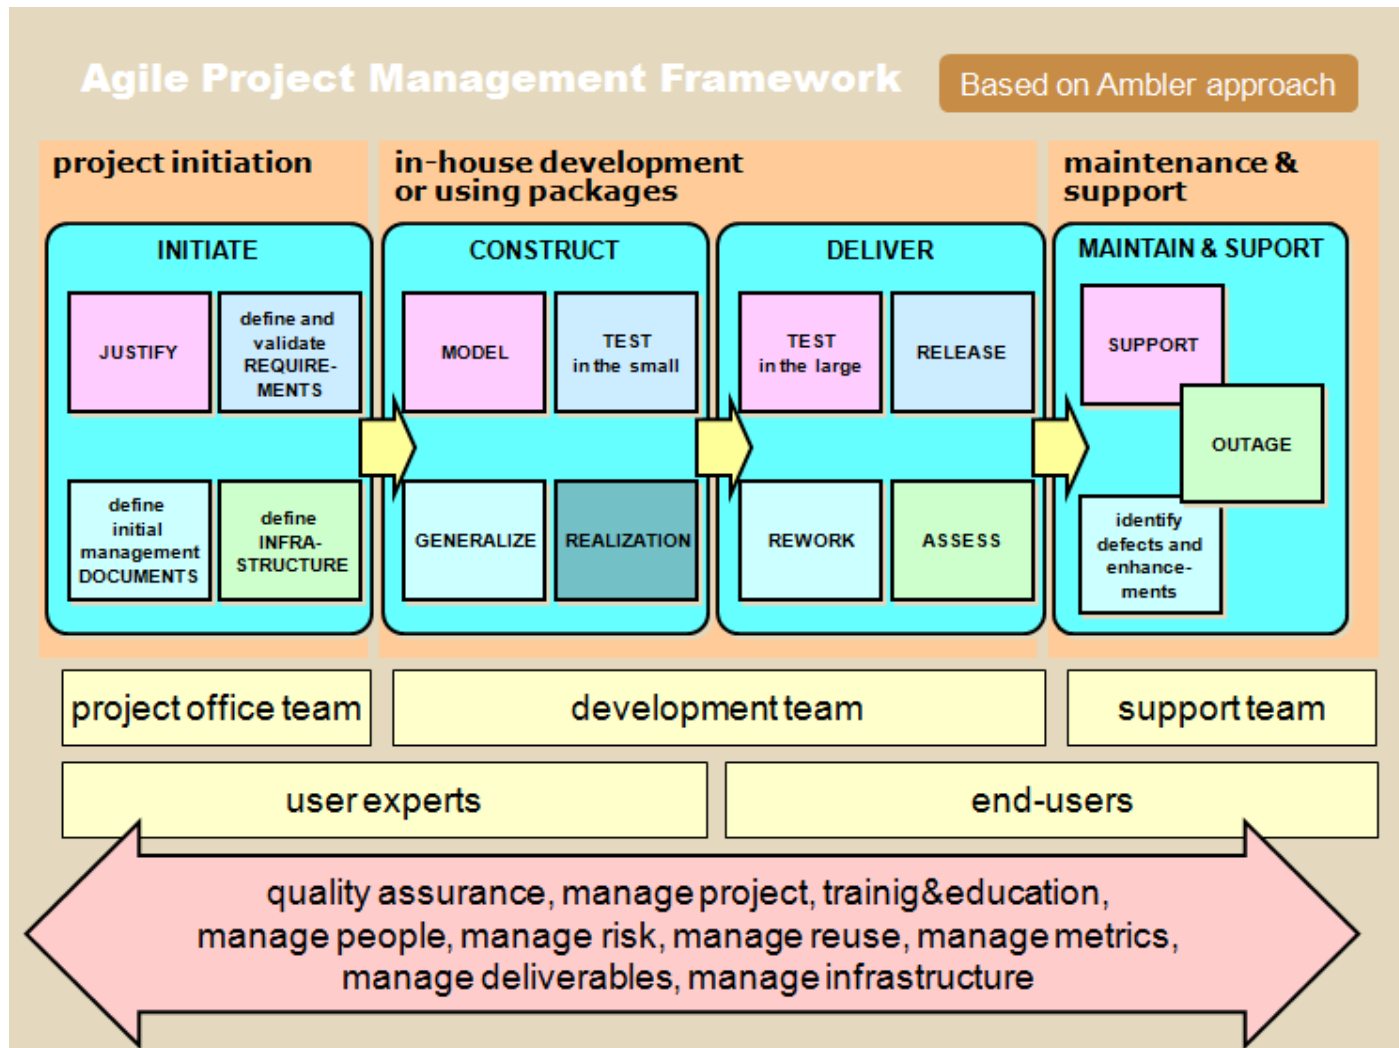 Agile Project Management Framework
Based on Ambler approach
project initiation
in-house development
or using packages
maintenance &
support
INITIATE
JUSTIFY
define and
validate
REQUIRE-
MENTS
define
initial
management
DOCUMENTS
define
INFRA-
STRUCTURE
CONSTRUCT
MODEL
TEST
in the small
GENERALIZE
REALIZATION
DELIVER
TEST
in the large
RELEASE
REWORK
ASSESS
MAINTAIN & SUPORT
SUPPORT
OUTAGE
identify
defects and
enhance-
ments
project office team
development team
support team
user experts
end-users
quality assurance, manage project, trainig&education,
manage people, manage risk, manage reuse, manage metrics,
manage deliverables, manage infrastructure